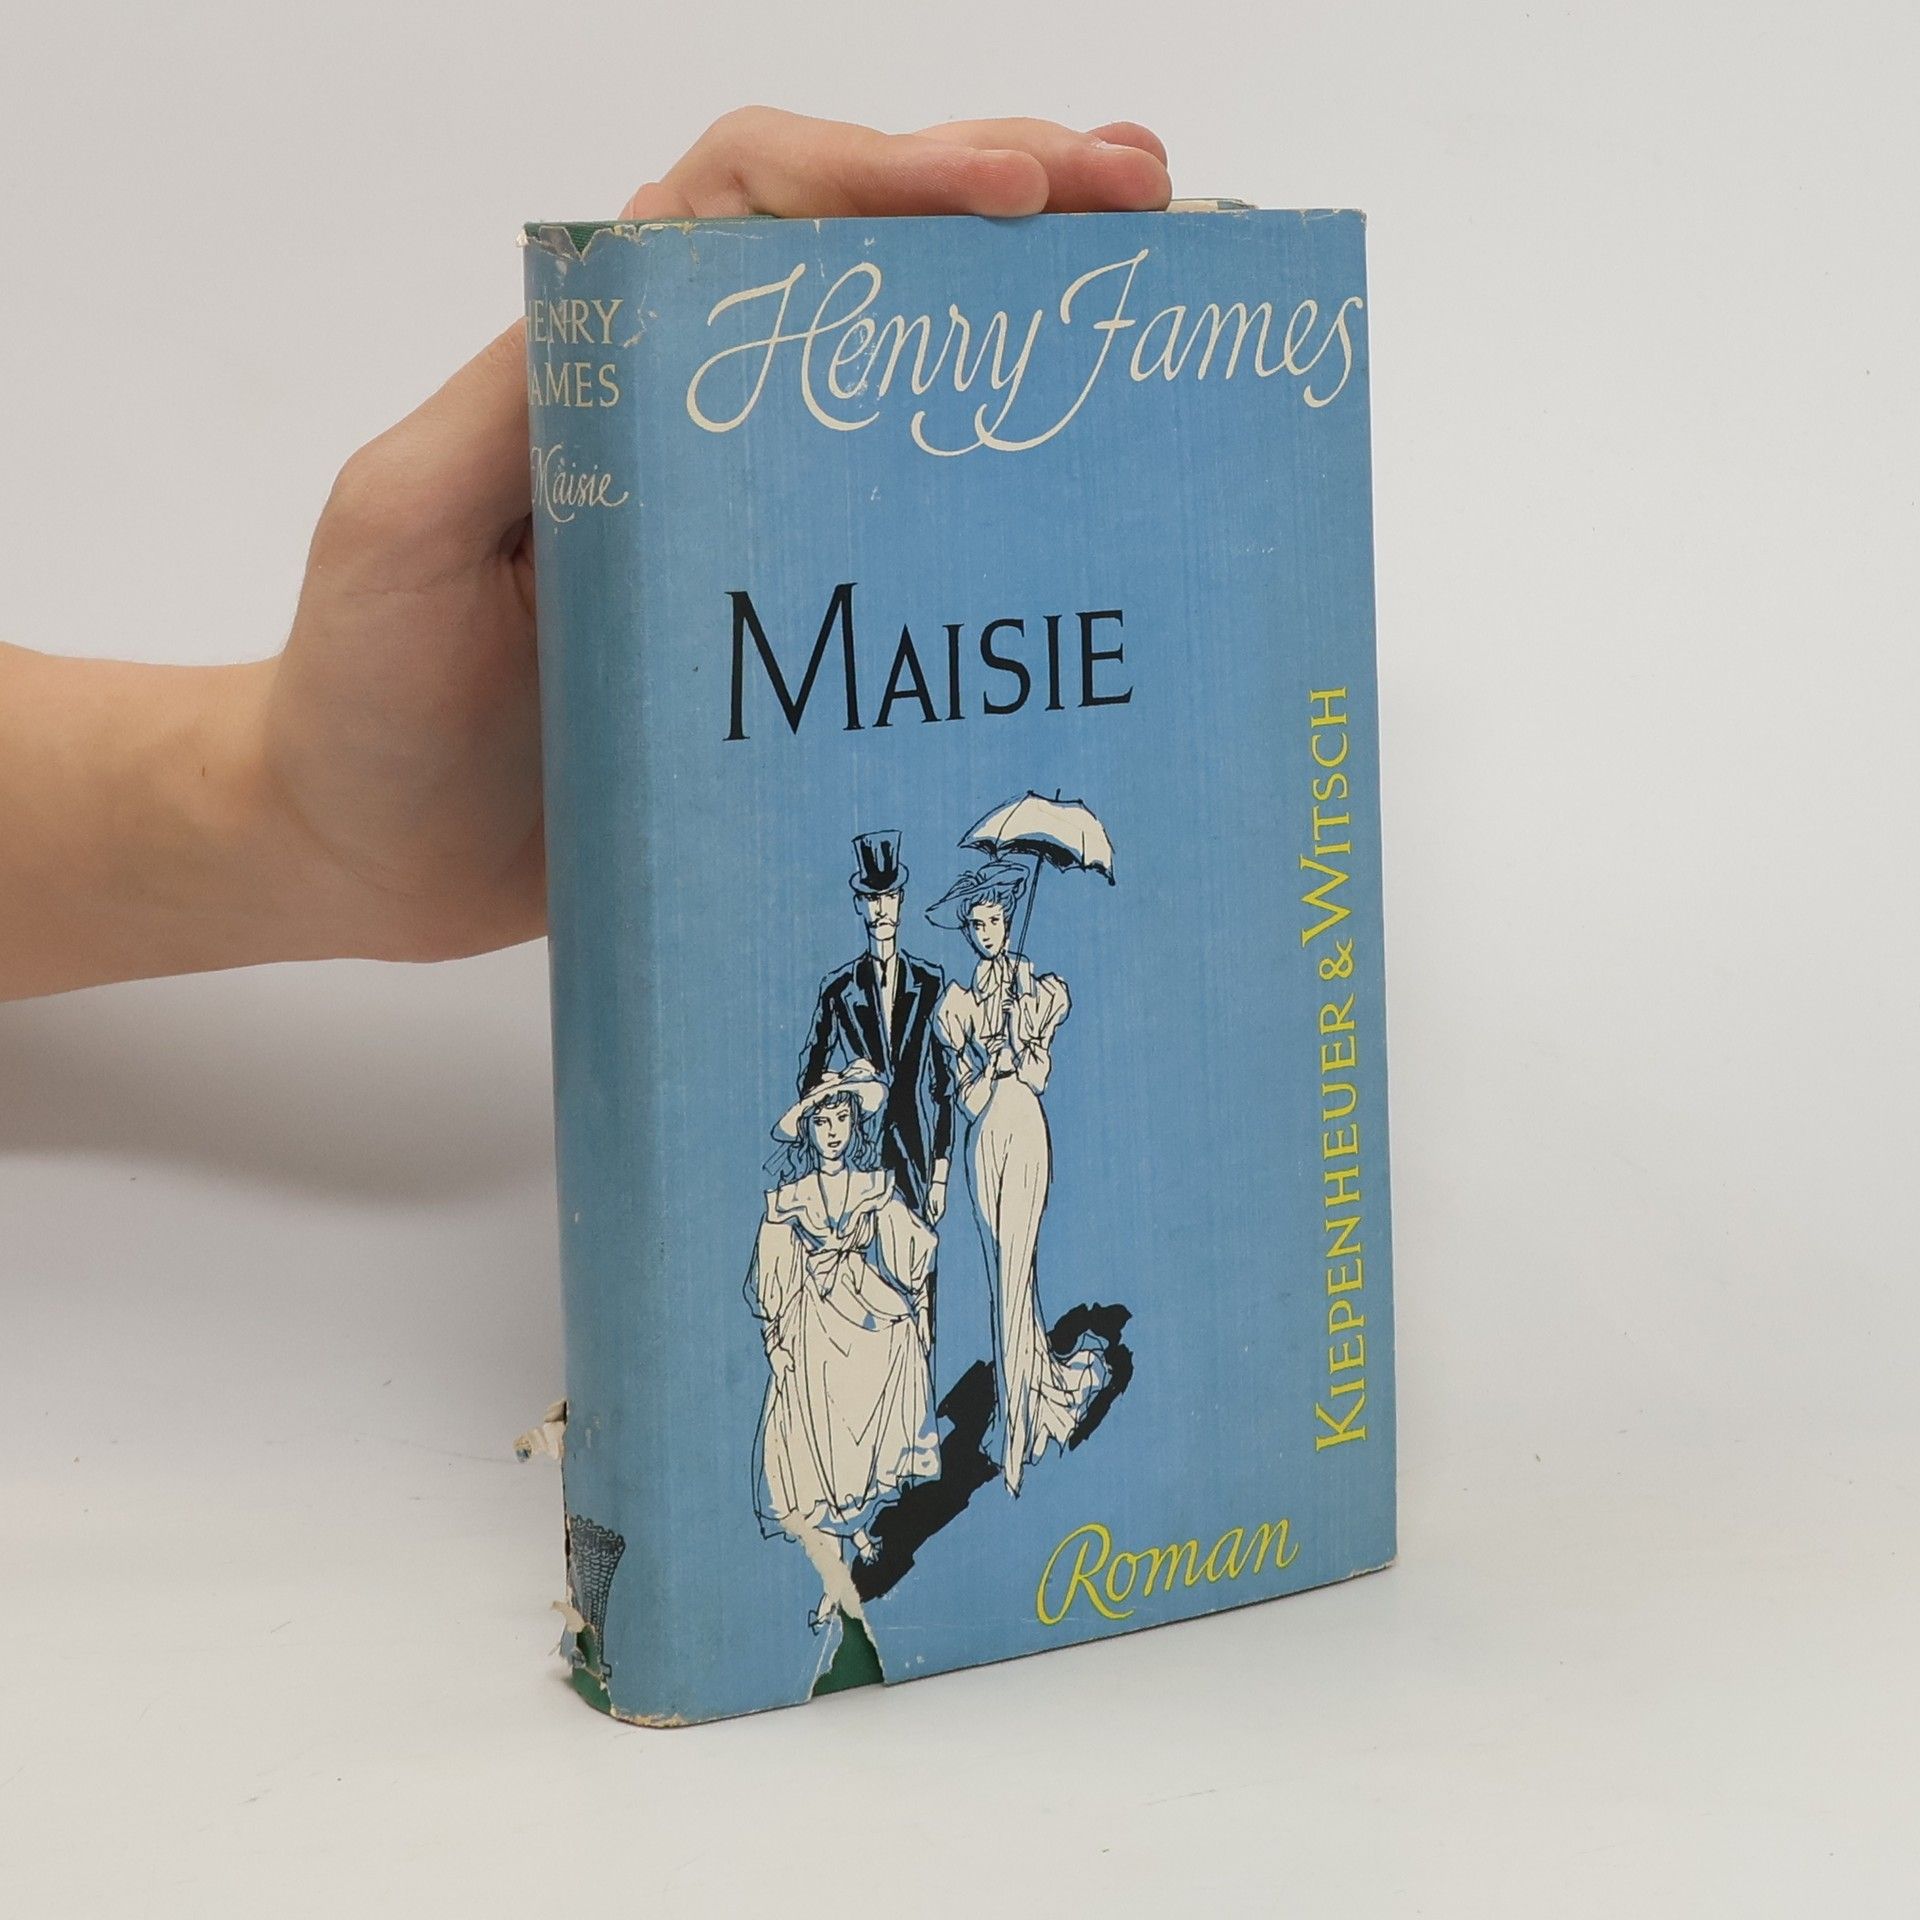 HENRY
JAMES
Maisie
Henry James
MAISIE
KIEPENHEUER & WITSCH
Roman